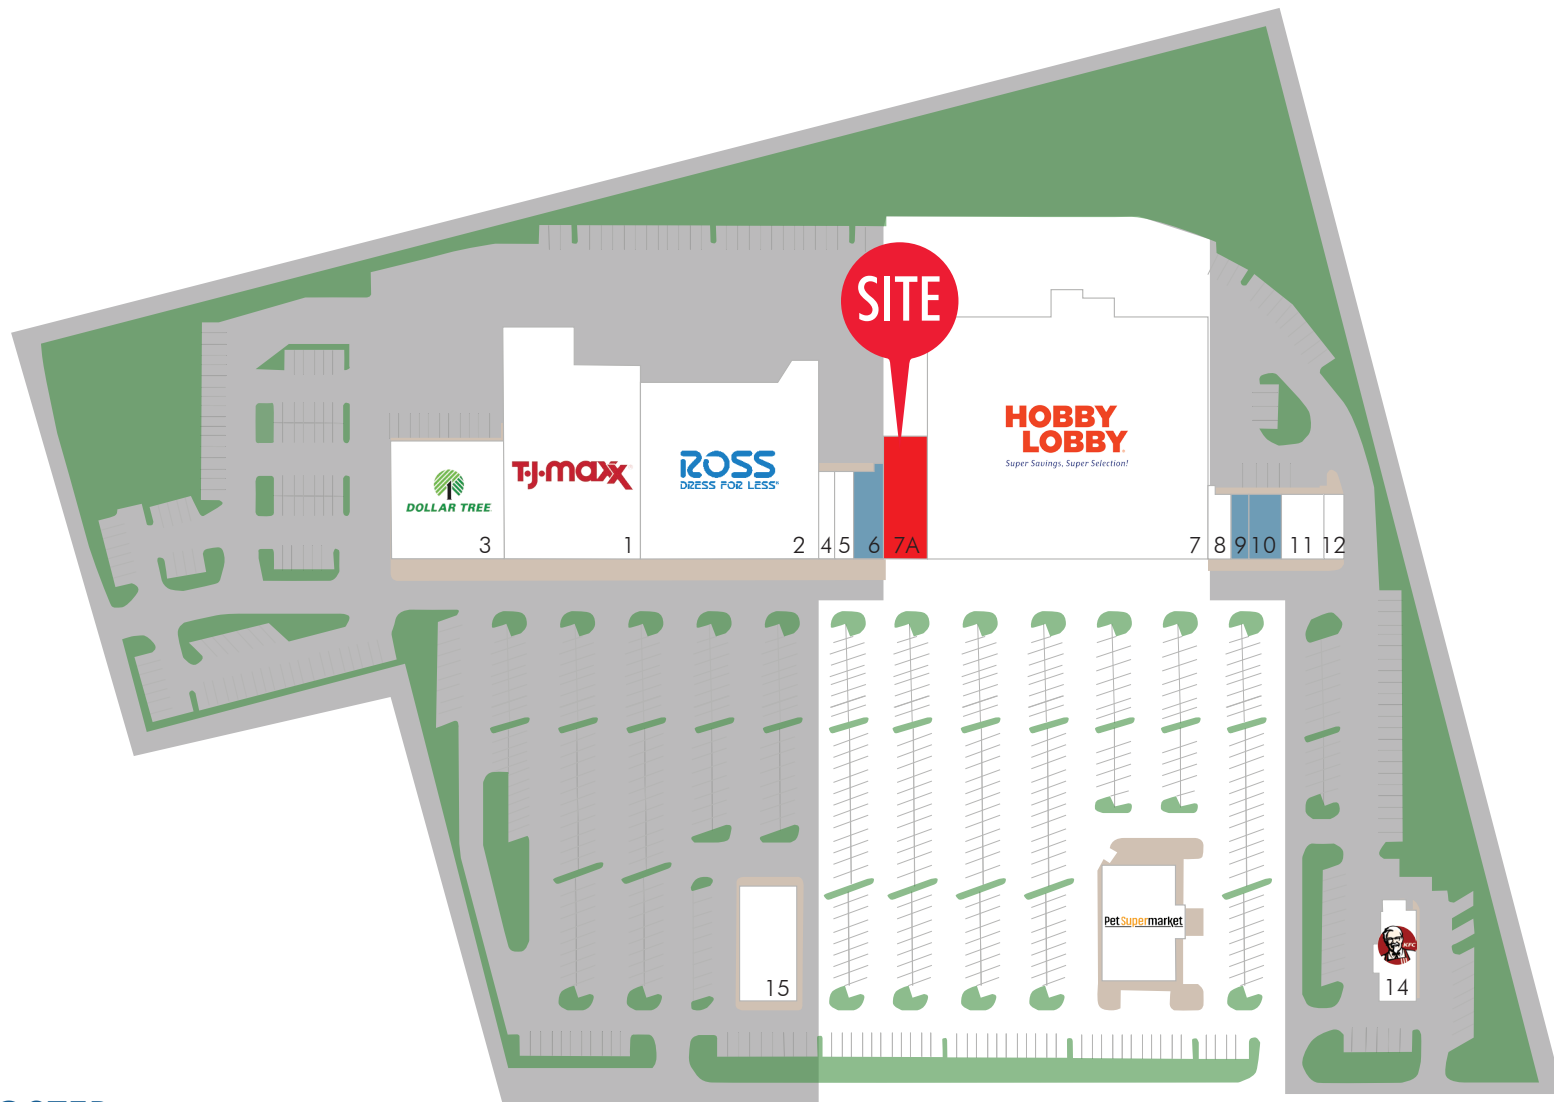 SITE
HOBBY
LOBBY
Super Savings, Super Selection!
T·J·maxx
ROSS
DRESS FOR LESS
DOLLAR TREE
3
1
2
4
5
6
7A
7
8
9
10
11
12
Pet Supermarket
KFC
15
14